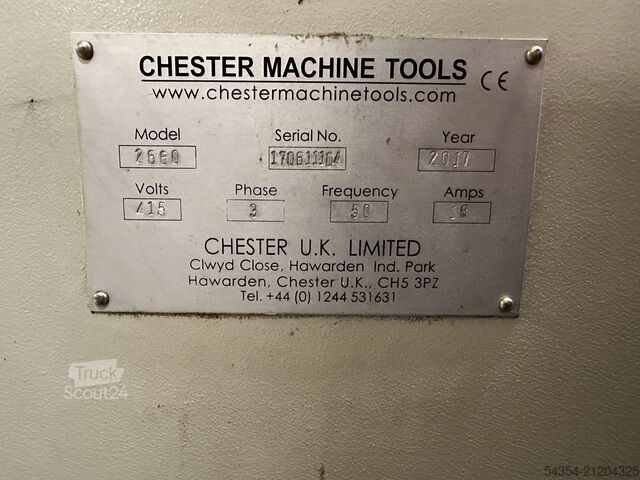 CHESTER MACHINE TOOLS CE
www.chestermachinetools.com
Model Serial No. Year
2660 170611104 2017
Volts Phase Frequency Amps
415 3 50 16
CHESTER U.K. LIMITED
Clwyd Close, Hawarden Ind. Park
Hawarden, Chester U.K., CH5 3PZ
Tel. +44 (0) 1244 531631
Truck
Scout24
54354-21204325